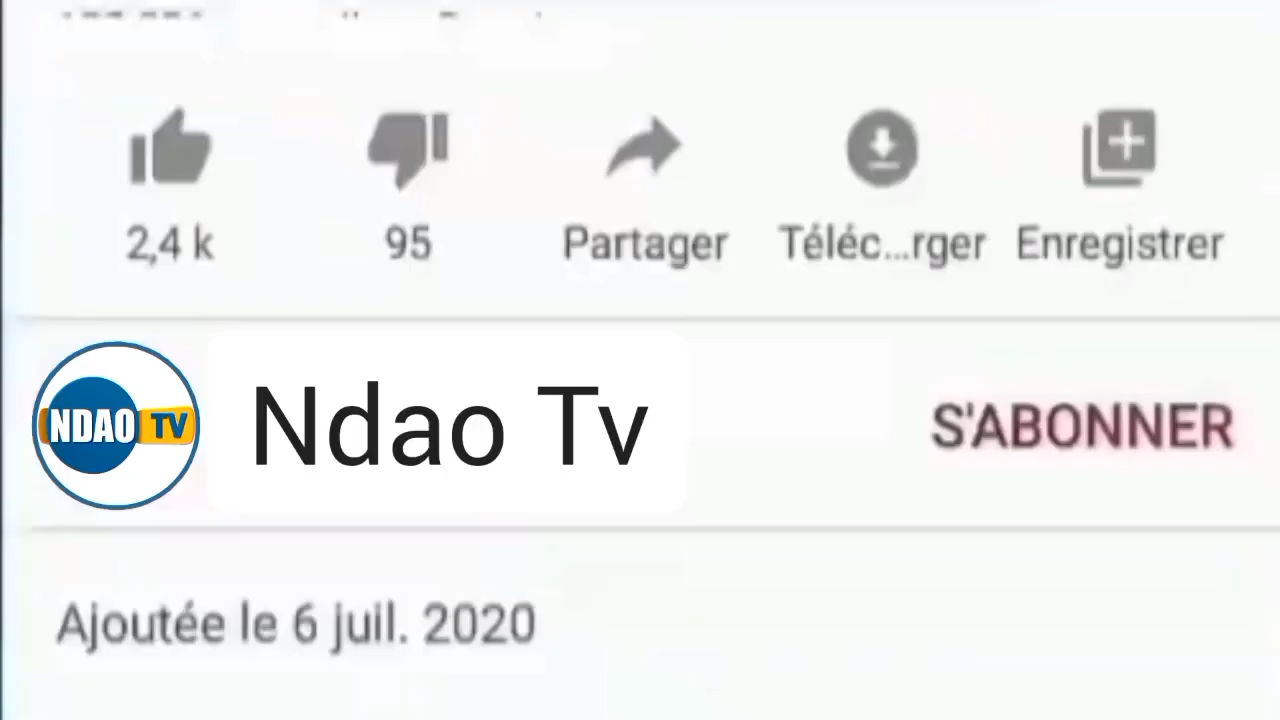 2,4 k 95 Partager Téléc...rger Enregistrer
NDAO TV Ndao Tv S'ABONNER
Ajoutée le 6 juil. 2020